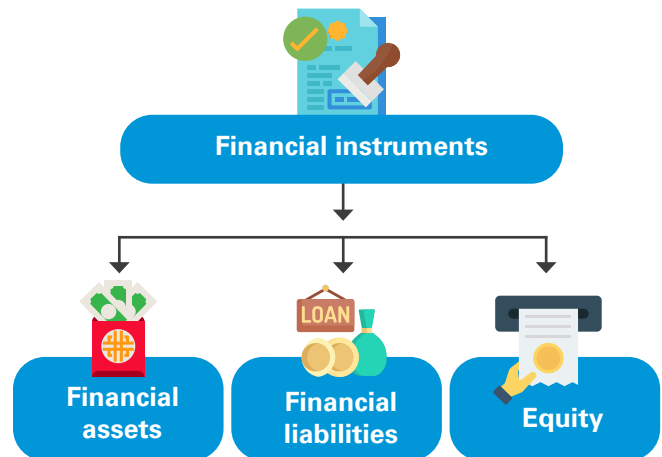 Financial instruments
LOAN
Financial
assets
Financial
liabilities
Equity